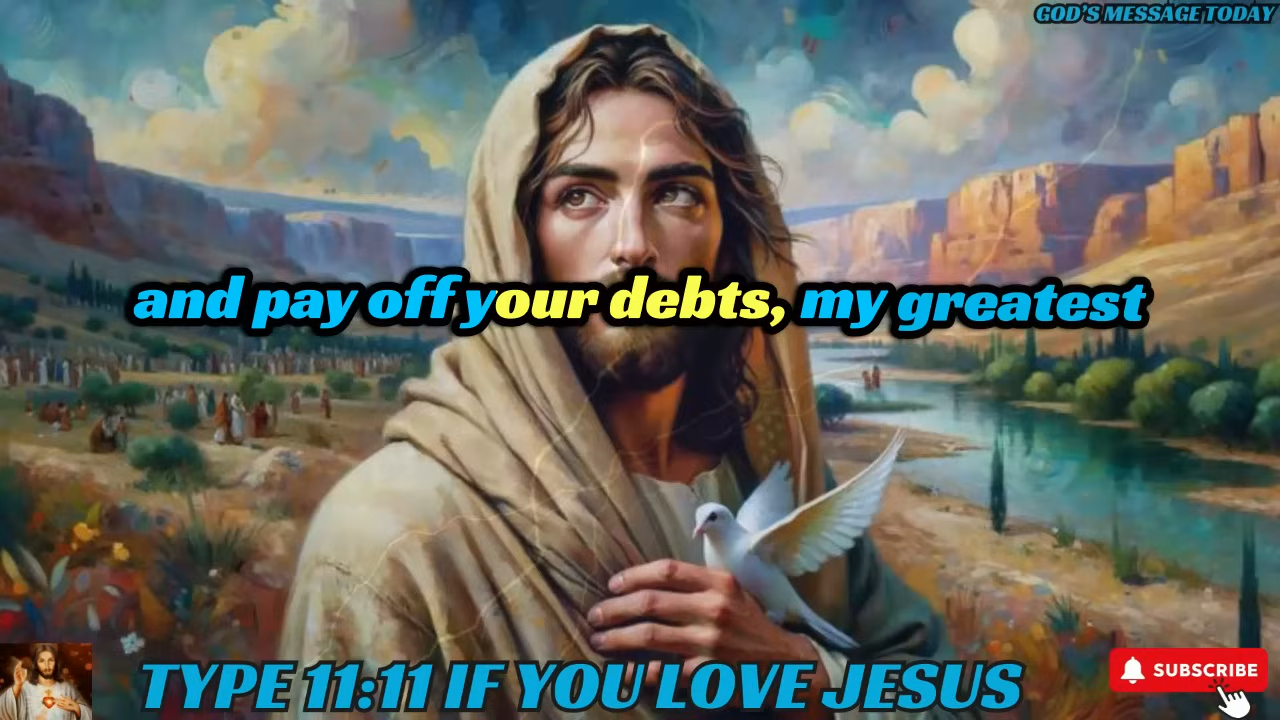 GOD'S MESSAGE TODAY
and pay off your debts, my greatest
TYPE 11:11 IF YOU LOVE JESUS
SUBSCRIBE